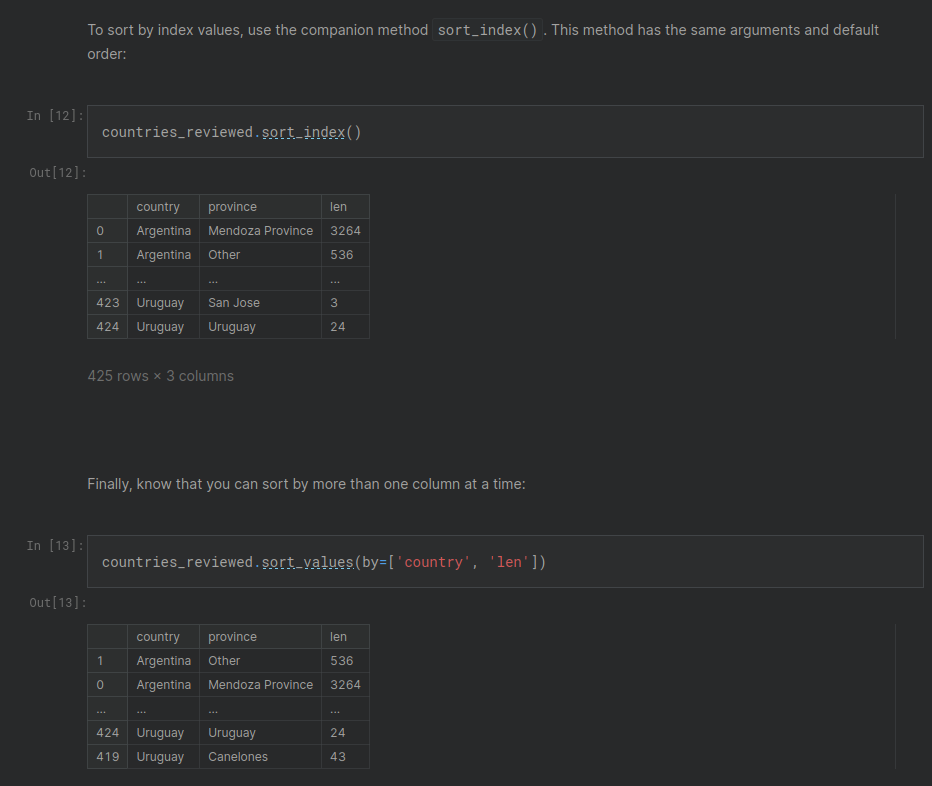 To sort by index values, use the companion method sort_index(). This method has the same arguments and default
order:
In [12]:
countries_reviewed.sort_index()
Out[12]:
country province len
0 Argentina Mendoza Province 3264
1 Argentina Other 536
... ... ... ...
423 Uruguay San Jose 3
424 Uruguay Uruguay 24
425 rows × 3 columns
Finally, know that you can sort by more than one column at a time:
In [13]:
countries_reviewed.sort_values(by=['country', 'len'])
Out[13]:
country province len
1 Argentina Other 536
0 Argentina Mendoza Province 3264
... ... ... ...
424 Uruguay Uruguay 24
419 Uruguay Canelones 43